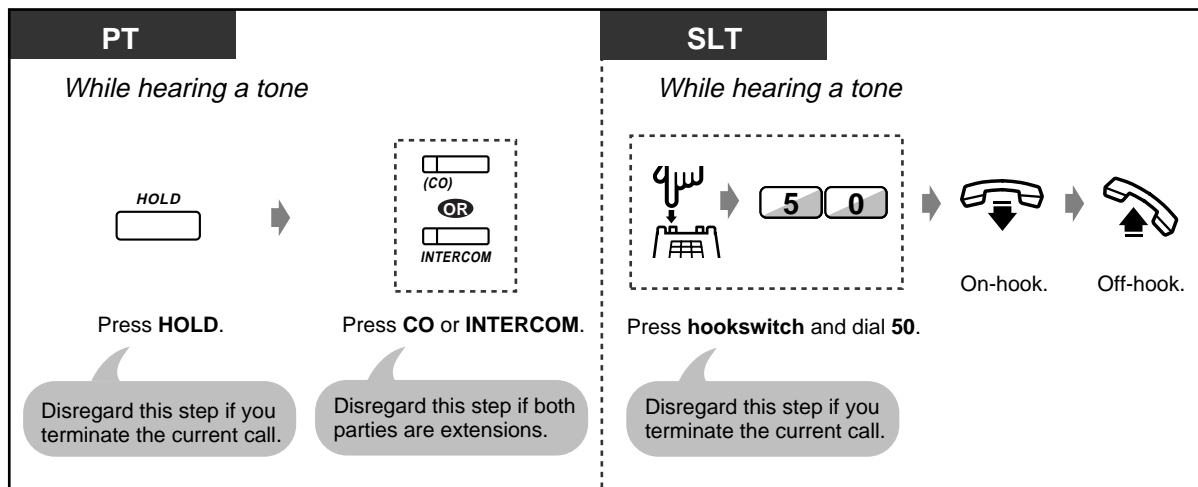 PT
While hearing a tone
HOLD
(CO)
OR
INTERCOM
Press HOLD.
Press CO or INTERCOM.
Disregard this step if you
terminate the current call.
Disregard this step if both
parties are extensions.
SLT
While hearing a tone
5 0
On-hook.
Off-hook.
Press hookswitch and dial 50.
Disregard this step if you
terminate the current call.